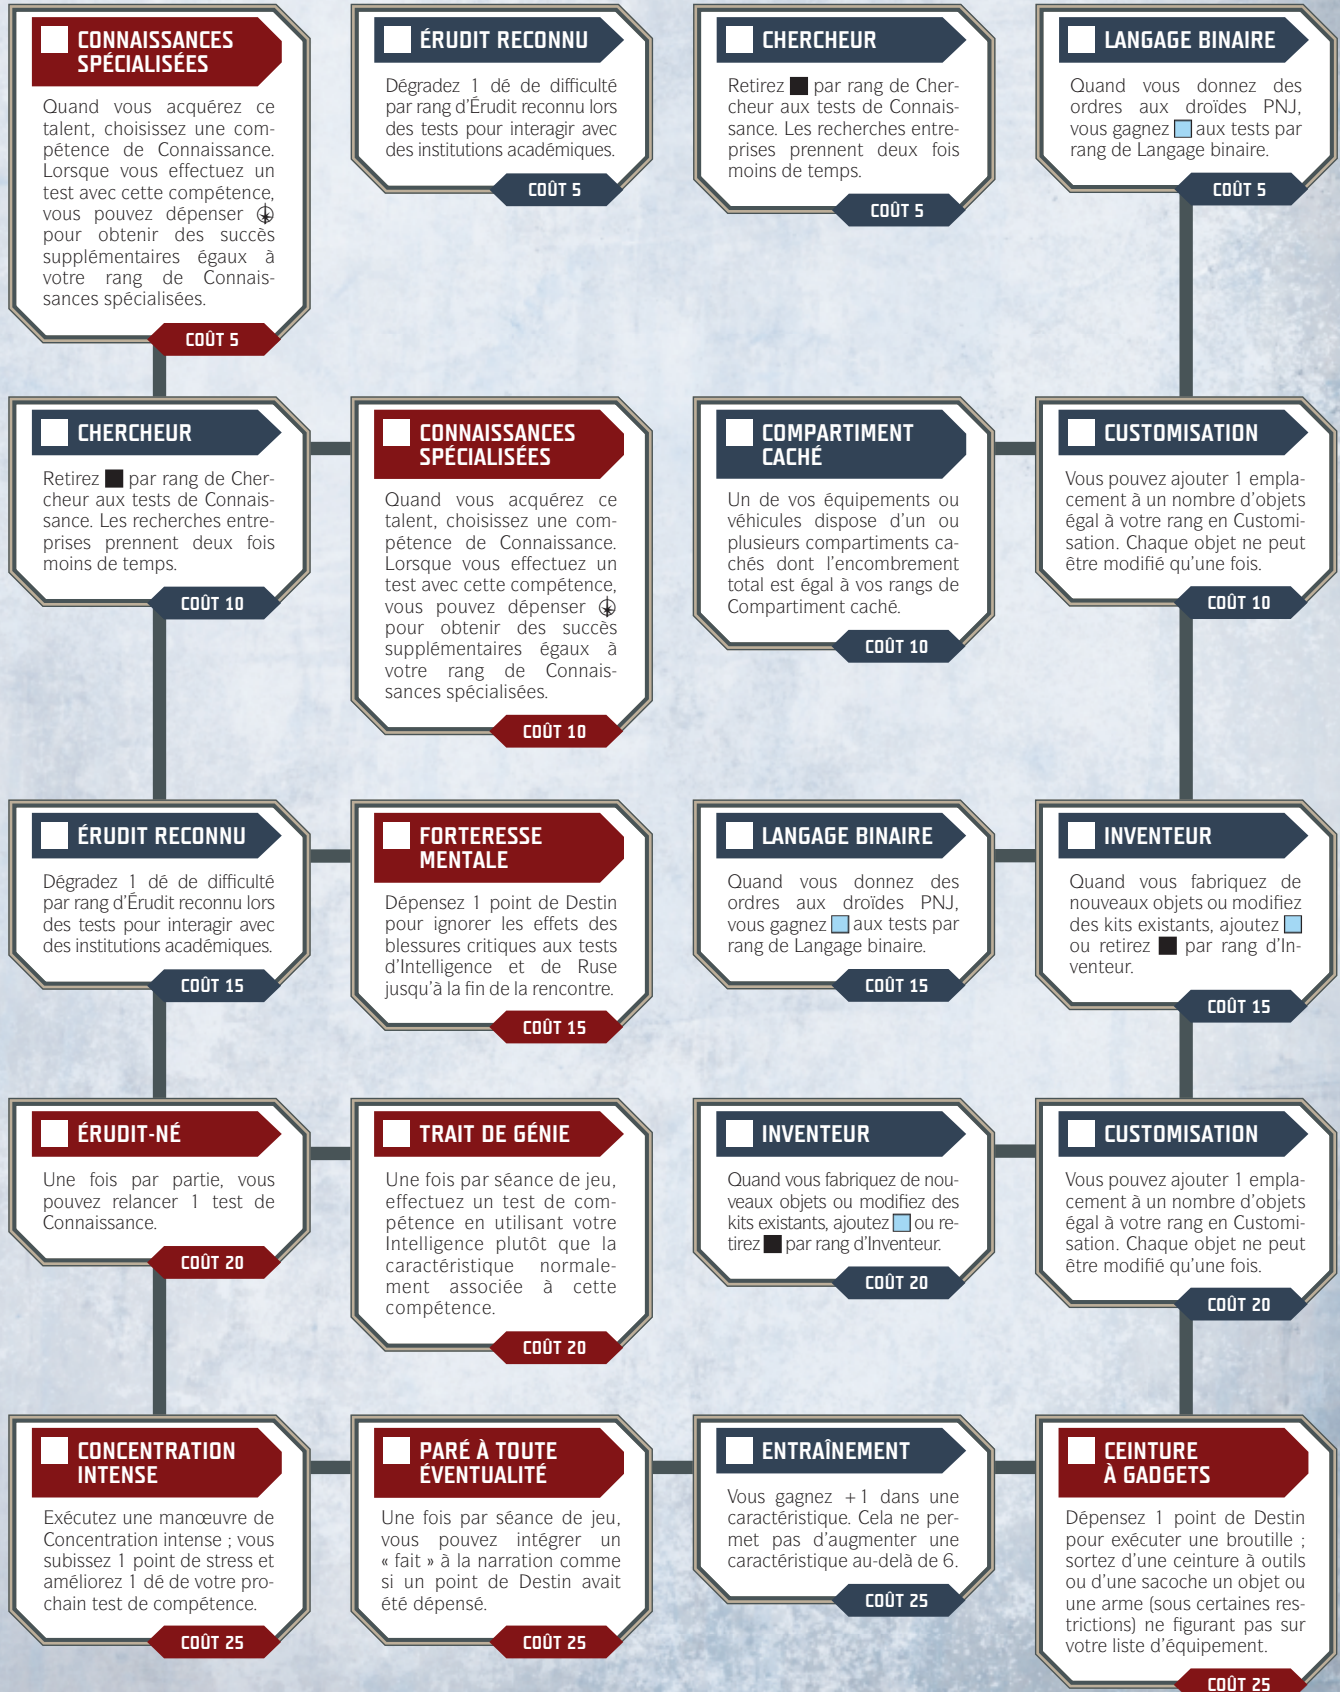 CONNAISSANCES
SPÉCIALISÉES
Quand vous acquérez ce
talent, choisissez une com-
pétence de Connaissance.
Lorsque vous effectuez un
test avec cette compétence,
vous pouvez dépenser
pour obtenir des succès
supplémentaires égaux à
votre rang de Connais-
sances spécialisées.
COÛT 5
ÉRUDIT RECONNU
Dégradez 1 dé de difficulté
par rang d'Érudit reconnu lors
des tests pour interagir avec
des institutions académiques.
COÛT 5
CHERCHEUR
Retirez par rang de Cher-
cheur aux tests de Connais-
sance. Les recherches entre-
prises prennent deux fois
moins de temps.
COÛT 5
LANGAGE BINAIRE
Quand vous donnez des
ordres aux droïdes PNJ,
vous gagnez aux tests par
rang de Langage binaire.
COÛT 5
CHERCHEUR
Retirez par rang de Cher-
cheur aux tests de Connais-
sance. Les recherches entre-
prises prennent deux fois
moins de temps.
COÛT 10
CONNAISSANCES
SPÉCIALISÉES
Quand vous acquérez ce
talent, choisissez une com-
pétence de Connaissance.
Lorsque vous effectuez un
test avec cette compétence,
vous pouvez dépenser
pour obtenir des succès
supplémentaires égaux à
votre rang de Connais-
sances spécialisées.
COÛT 10
COMPARTIMENT
CACHÉ
Un de vos équipements ou
véhicules dispose d'un ou
plusieurs compartiments ca-
chés dont l'encombrement
total est égal à vos rangs de
Compartiment caché.
COÛT 10
CUSTOMISATION
Vous pouvez ajouter 1 empla-
cement à un nombre d'objets
égal à votre rang en Customi-
sation. Chaque objet ne peut
être modifié qu'une fois.
COÛT 10
ÉRUDIT RECONNU
Dégradez 1 dé de difficulté
par rang d'Érudit reconnu lors
des tests pour interagir avec
des institutions académiques.
COÛT 15
FORTERESSE
MENTALE
Dépensez 1 point de Destin
pour ignorer les effets des
blessures critiques aux tests
d'Intelligence et de Ruse
jusqu'à la fin de la rencontre.
COÛT 15
LANGAGE BINAIRE
Quand vous donnez des
ordres aux droïdes PNJ,
vous gagnez aux tests par
rang de Langage binaire.
COÛT 15
INVENTEUR
Quand vous fabriquez de
nouveaux objets ou modifiez
des kits existants, ajoutez
ou retirez par rang d'In-
venteur.
COÛT 15
ÉRUDIT-NÉ
Une fois par partie, vous
pouvez relancer 1 test de
Connaissance.
COÛT 20
TRAIT DE GÉNIE
Une fois par séance de jeu,
effectuez un test de com-
pétence en utilisant votre
Intelligence plutôt que la
caractéristique normale-
ment associée à cette
compétence.
COÛT 20
INVENTEUR
Quand vous fabriquez de nou-
veaux objets ou modifiez des
kits existants, ajoutez ou re-
tirez par rang d'Inventeur.
COÛT 20
CUSTOMISATION
Vous pouvez ajouter 1 empla-
cement à un nombre d'objets
égal à votre rang en Customi-
sation. Chaque objet ne peut
être modifié qu'une fois.
COÛT 20
CONCENTRATION
INTENSE
Exécutez une manœuvre de
Concentration intense ; vous
subissez 1 point de stress et
améliorez 1 dé de votre pro-
chain test de compétence.
COÛT 25
PARÉ À TOUTE
ÉVENTUALITÉ
Une fois par séance de jeu,
vous pouvez intégrer un
« fait » à la narration comme
si un point de Destin avait
été dépensé.
COÛT 25
ENTRAÎNEMENT
Vous gagnez +1 dans une
caractéristique. Cela ne per-
met pas d'augmenter une
caractéristique au-delà de 6.
COÛT 25
CEINTURE
À GADGETS
Dépensez 1 point de Destin
pour exécuter une broutille ;
sortez d'une ceinture à outils
ou d'une sacoche un objet ou
une arme (sous certaines res-
trictions) ne figurant pas sur
votre liste d'équipement.
COÛT 25